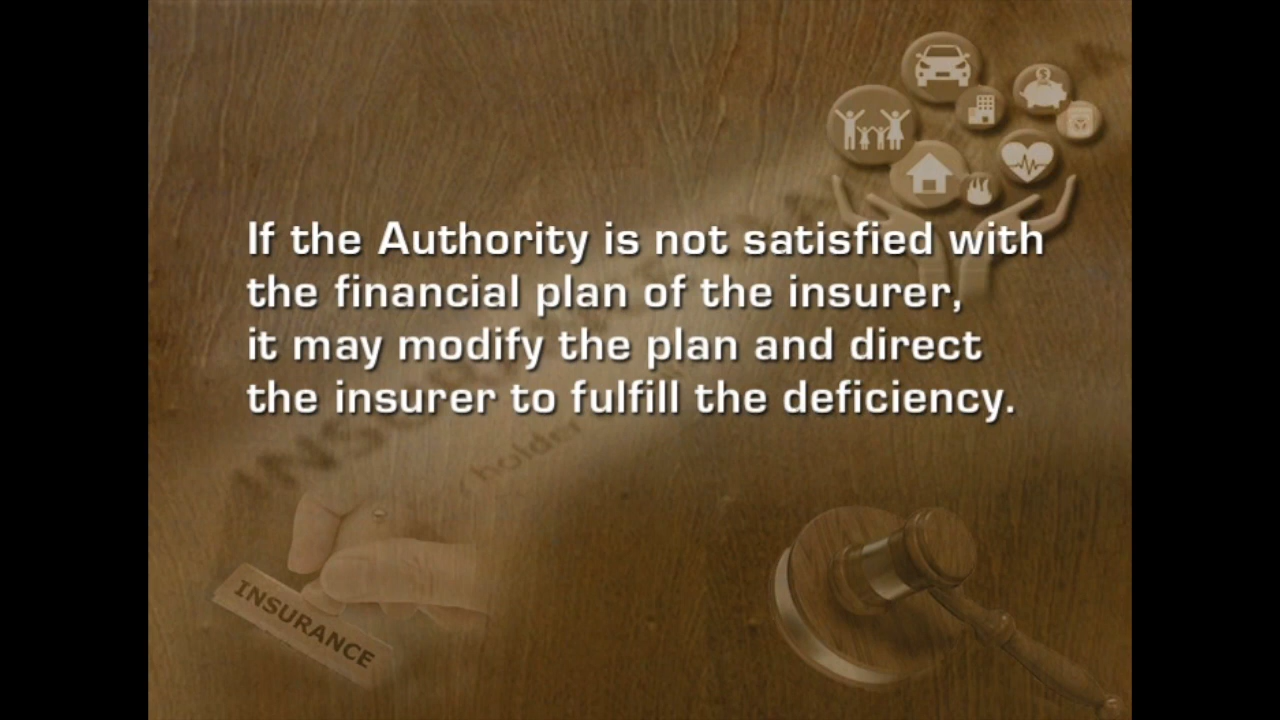 If the Authority is not satisfied with
the financial plan of the insurer,
it may modify the plan and direct
the insurer to fulfill the deficiency.
holder
INSURANCE